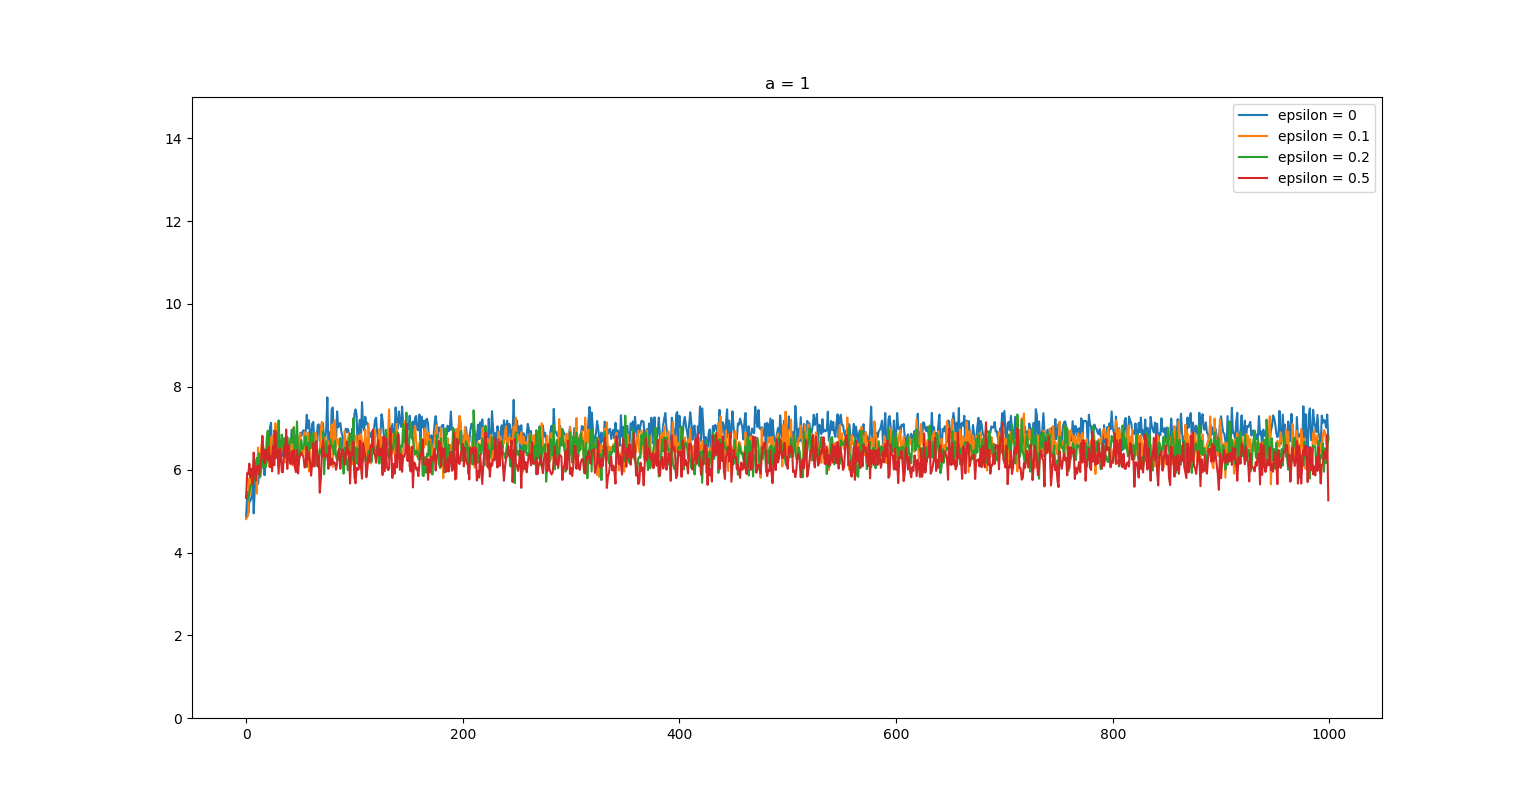 a = 1
epsilon = 0
epsilon = 0.1
epsilon = 0.2
epsilon = 0.5
14
12
10
8
6
4
2
0
0 200 400 600 800 1000